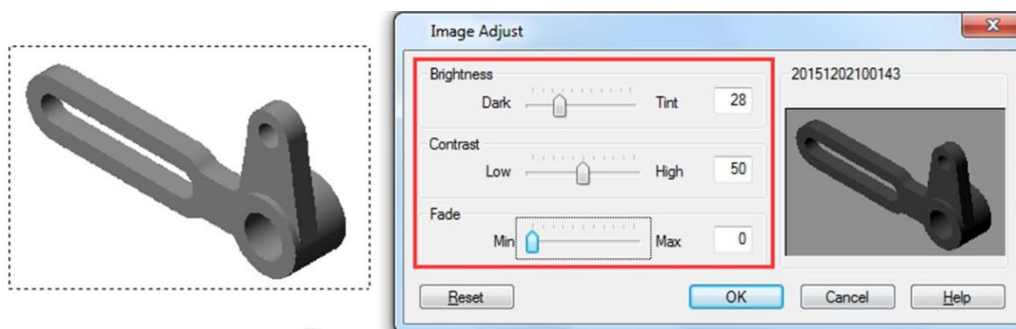 Image Adjust
Brightness
Dark Tint 28
Contrast
Low High 50
Fade
Min Max 0
20151202100143
Reset OK Cancel Help